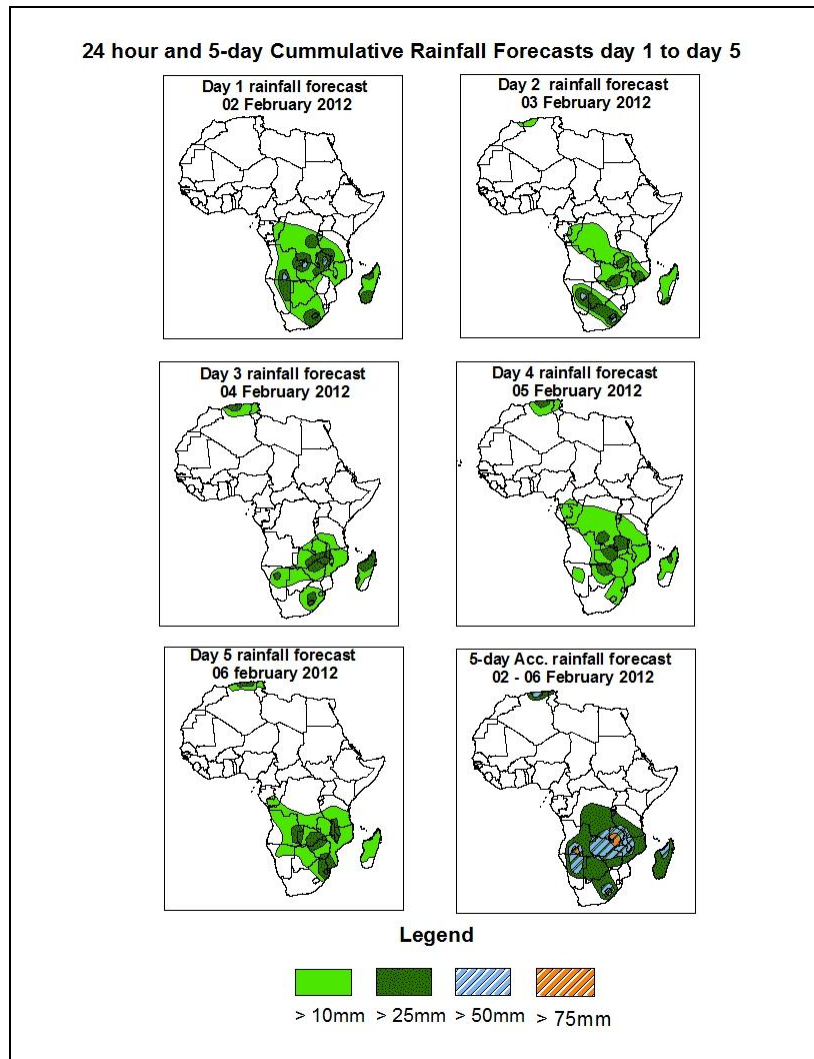 24 hour and 5-day Cummulative Rainfall Forecasts day 1 to day 5
Day 1 rainfall forecast
02 February 2012
Day 2 rainfall forecast
03 February 2012
Day 3 rainfall forecast
04 February 2012
Day 4 rainfall forecast
05 February 2012
Day 5 rainfall forecast
06 february 2012
5-day Acc. rainfall forecast
02 - 06 February 2012
Legend
> 10mm > 25mm > 50mm > 75mm